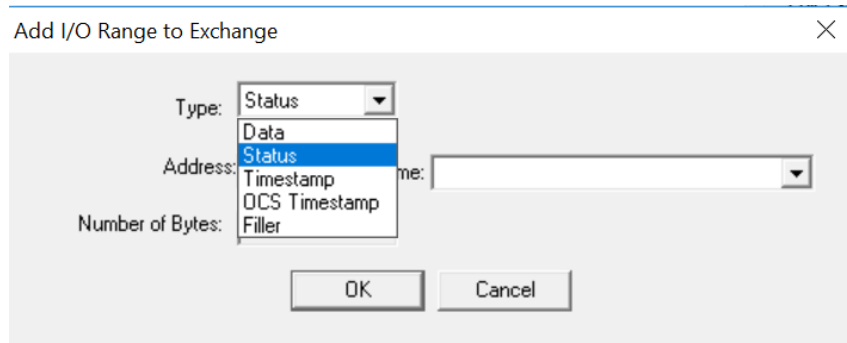 Add I/O Range to Exchange
Type: Status
Data
Address: Status me:
Timestamp
OCS Timestamp
Number of Bytes: Filler
OK Cancel